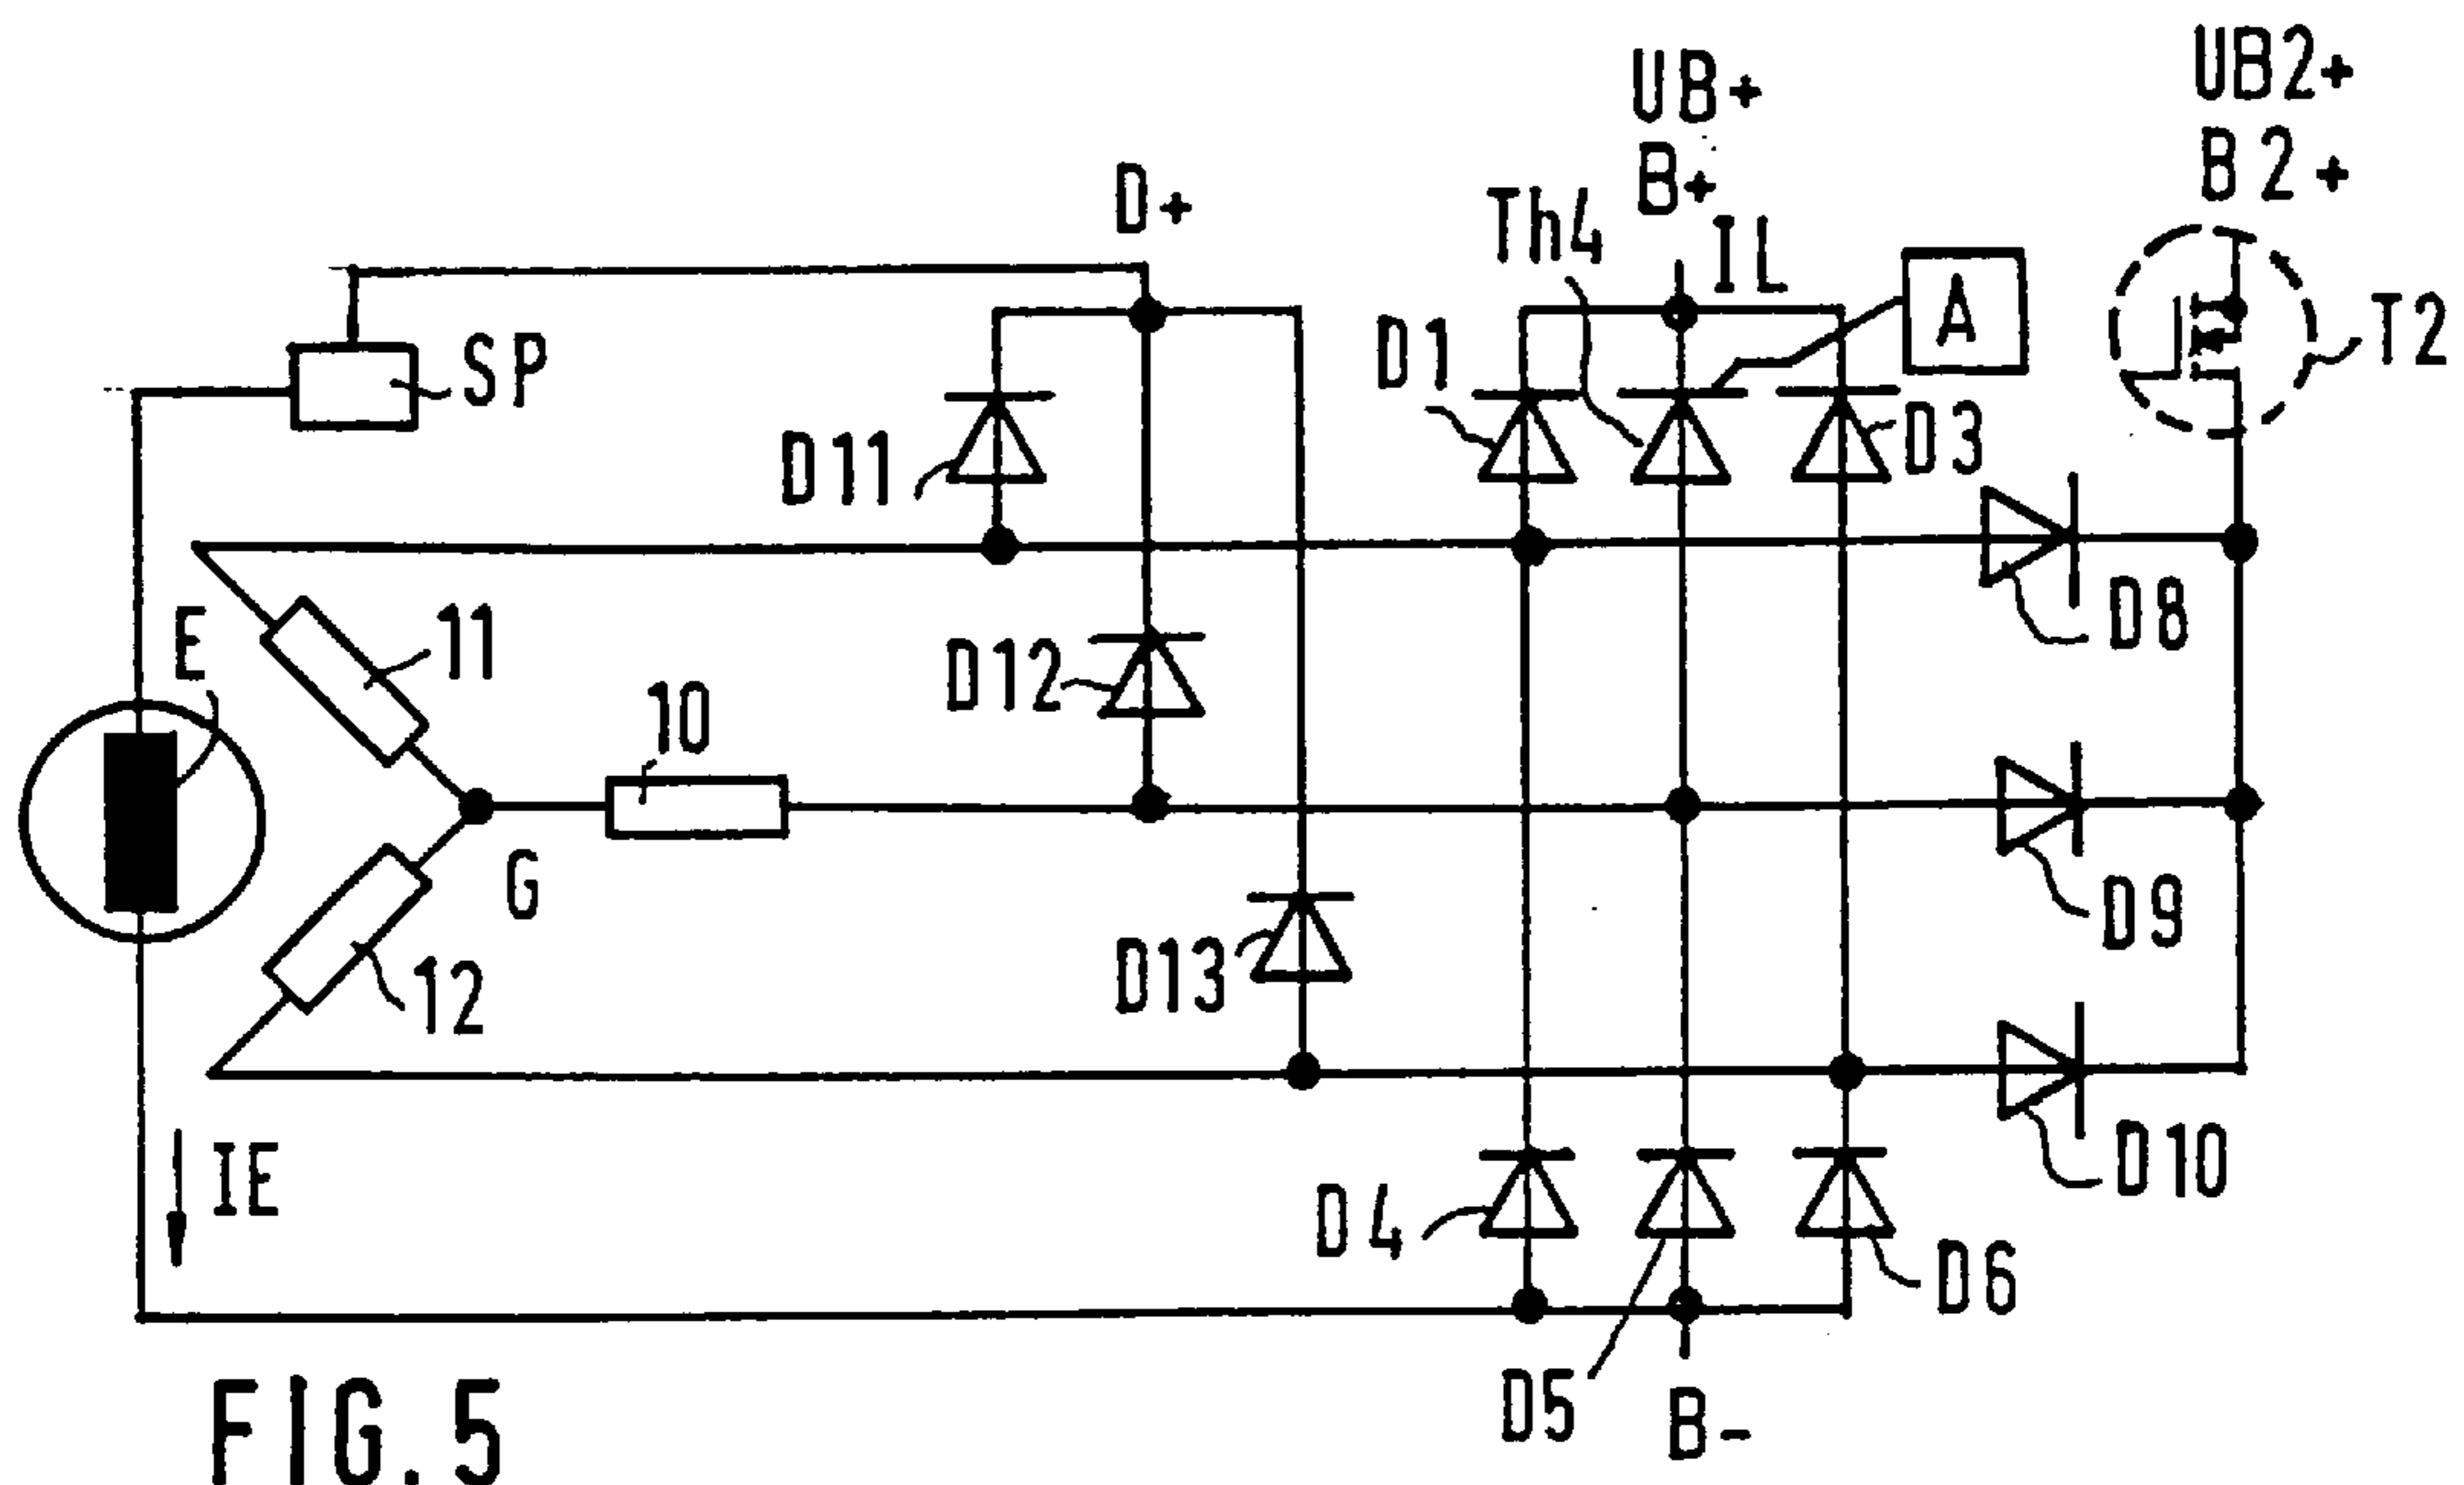 UB+
UB2+
B+
B2+
D+
Th4
IL
A
T2
D1
SP
D3
D11
D8
E
11
D12
10
G
D9
D13
12
D10
IE
D4
D6
D5
B-
FIG.5